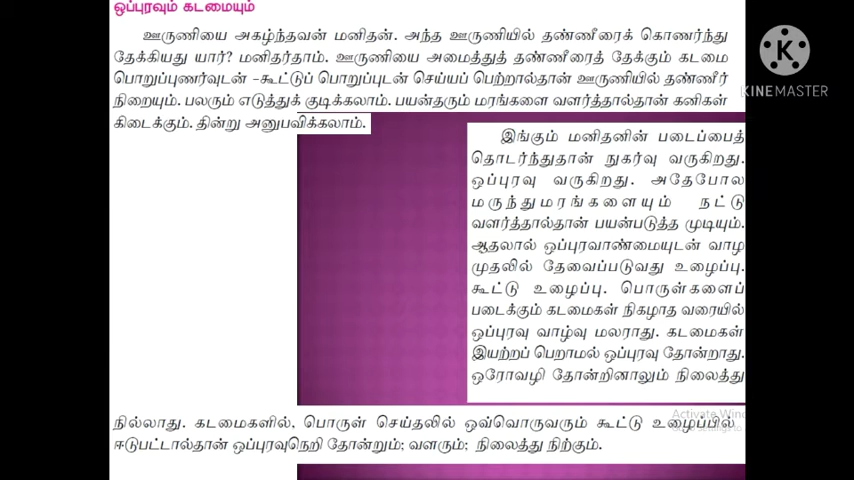 ஒப்புரவும் கடமையும்
ஊருணியை அகழ்ந்தவன் மனிதன். அந்த ஊருணியில் தண்ணீரைக் கொணர்ந்து
தேக்கியது யார்? மனிதர்தாம். ஊருணியை அமைத்துத் தண்ணீரைத் தேக்கும் கடமை
பொறுப்புணர்வுடன் -கூட்டுப் பொறுப்புடன் செய்யப் பெற்றால்தான் ஊருணியில் தண்ணீர்
நிறையும். பலரும் எடுத்துக் குடிக்கலாம். பயன்தரும் மரங்களை வளர்த்தால்தான் கனிகள்
கிடைக்கும். தின்று அனுபவிக்கலாம்.
இங்கும் மனிதனின் படைப்பைத்
தொடர்ந்துதான் நுகர்வு வருகிறது.
ஒப்புரவு வருகிறது. அதேபோல
மருந்துமரங்களையும் நட்டு
வளர்த்தால்தான் பயன்படுத்த முடியும்.
ஆதலால் ஒப்புரவாண்மையுடன் வாழ
முதலில் தேவைப்படுவது உழைப்பு.
கூட்டு உழைப்பு. பொருள்களைப்
படைக்கும் கடமைகள் நிகழாத வரையில்
ஒப்புரவு வாழ்வு மலராது. கடமைகள்
இயற்றப் பெறாமல் ஒப்புரவு தோன்றாது.
ஒரோவழி தோன்றினாலும் நிலைத்து
நில்லாது. கடமைகளில், பொருள் செய்தலில் ஒவ்வொருவரும் கூட்டு உழைப்பில்
ஈடுபட்டால்தான் ஒப்புரவுநெறி தோன்றும்; வளரும்; நிலைத்து நிற்கும்.
KINEMASTER
Activate Wind